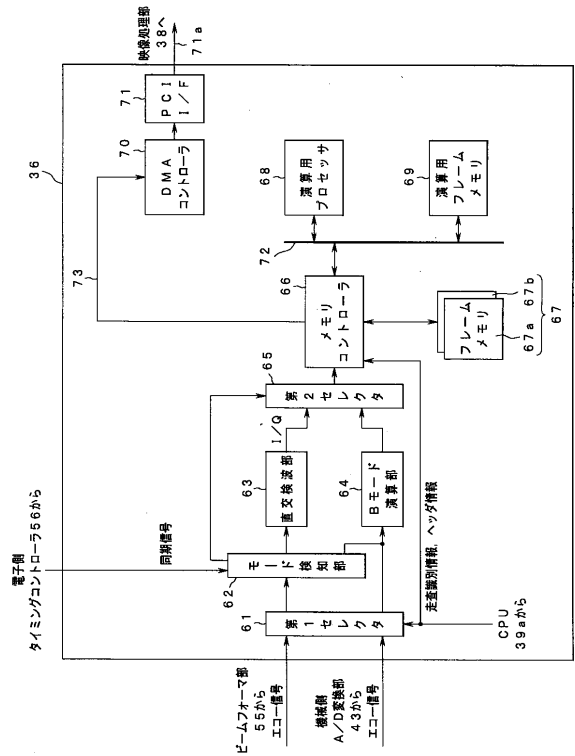 36
電子側
タイミングコントローラ56から
同期信号
ビームフォーマ部
55から
エコー信号
機械側
A/D変換部
43から
エコー信号
61
第1セレクタ
62
モード検知部
63
直交検波部
I/Q
64
Bモード
演算部
65
第2セレクタ
走査識別情報,ヘッダ情報
CPU
39aから
66
メモリ
コントローラ
フレーム
メモリ
67a
67b
67
72
68
演算用
プロセッサ
69
演算用
フレーム
メモリ
73
70
DMA
コントローラ
71
PCI
I/F
映像処理部
38へ
71a